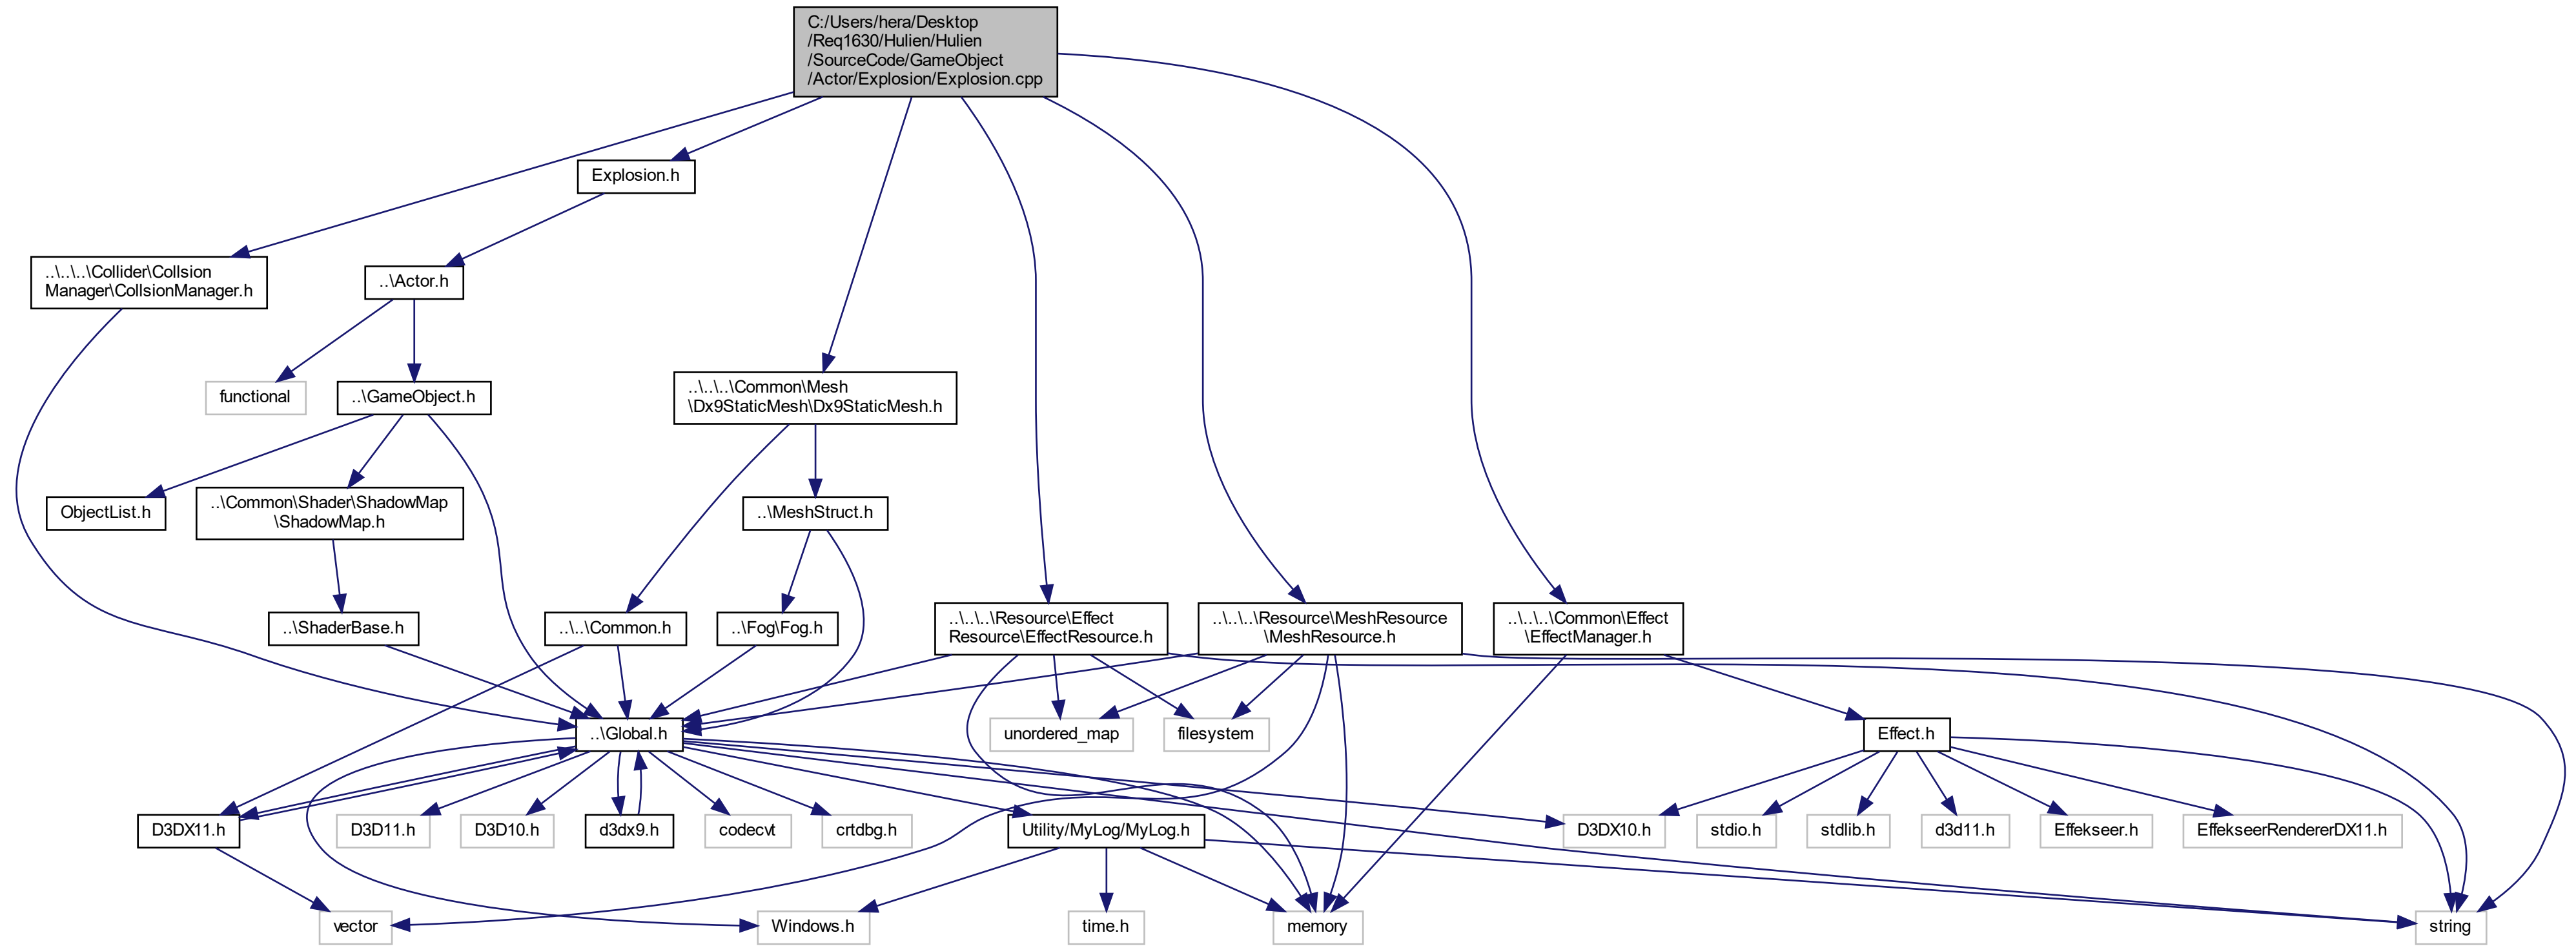 C:/Users/hera/Desktop
/Req1630/Hulien/Hulien
/SourceCode/GameObject
/Actor/Explosion/Explosion.cpp
Explosion.h
..\..\..\Collider\Collsion
Manager\CollsionManager.h
..\Actor.h
functional
..\GameObject.h
..\..\..\Common\Mesh
\Dx9StaticMesh\Dx9StaticMesh.h
ObjectList.h
..\Common\Shader\ShadowMap
\ShadowMap.h
..\MeshStruct.h
..\ShaderBase.h
..\..\Common.h
..\Fog\Fog.h
..\..\..\Resource\Effect
Resource\EffectResource.h
..\..\..\Resource\MeshResource
\MeshResource.h
..\..\..\Common\Effect
\EffectManager.h
..\Global.h
unordered_map
filesystem
Effect.h
D3DX11.h
D3D11.h
D3D10.h
d3dx9.h
codecvt
crtdbg.h
Utility/MyLog/MyLog.h
D3DX10.h
stdio.h
stdlib.h
d3d11.h
Effekseer.h
EffekseerRendererDX11.h
vector
Windows.h
time.h
memory
string